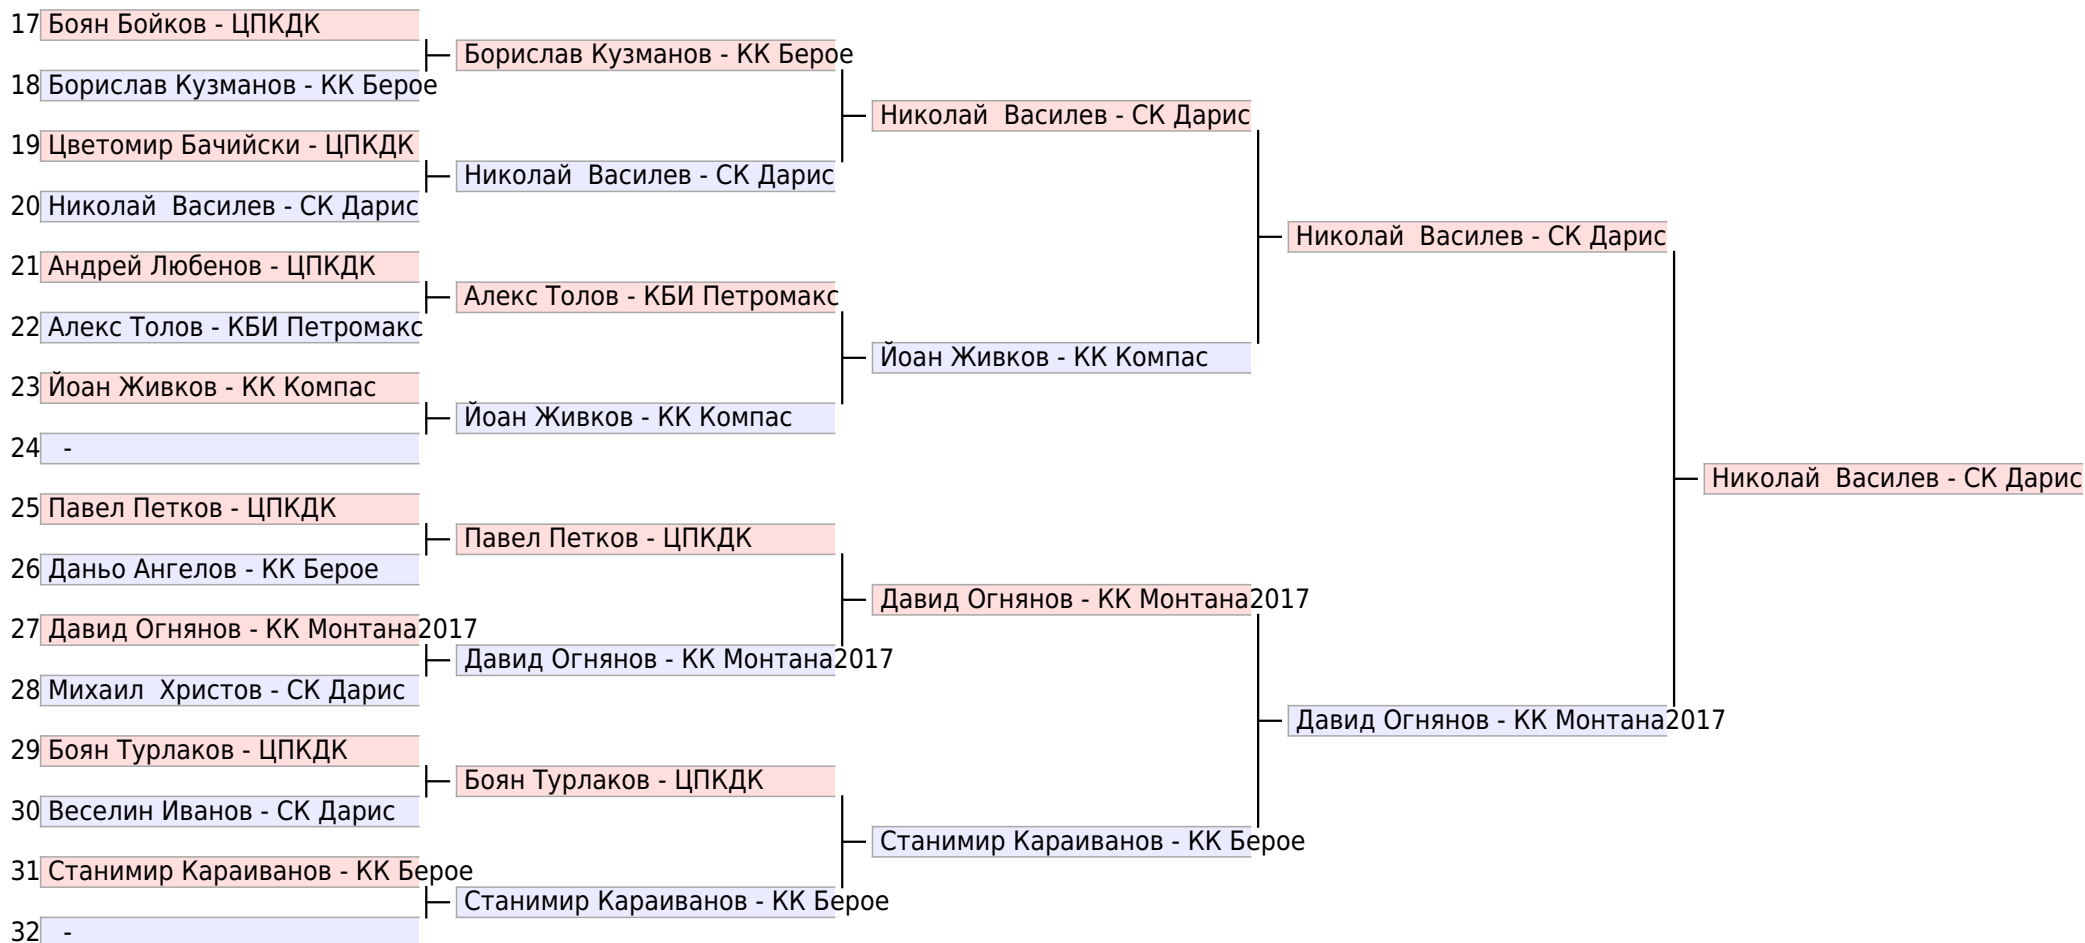 17 Боян Бойков - ЦПКДК
Борислав Кузманов - КК Берое
18 Борислав Кузманов - КК Берое
Николай  Василев - СК Дарис
19 Цветомир Бачийски - ЦПКДК
Николай  Василев - СК Дарис
20 Николай  Василев - СК Дарис
Николай  Василев - СК Дарис
21 Андрей Любенов - ЦПКДК
Алекс Толов - КБИ Петромакс
22 Алекс Толов - КБИ Петромакс
Йоан Живков - КК Компас
23 Йоан Живков - КК Компас
Йоан Живков - КК Компас
24 -
Николай  Василев - СК Дарис
25 Павел Петков - ЦПКДК
Павел Петков - ЦПКДК
26 Даньо Ангелов - КК Берое
Давид Огнянов - КК Монтана2017
27 Давид Огнянов - КК Монтана2017
Давид Огнянов - КК Монтана2017
28 Михаил  Христов - СК Дарис
Давид Огнянов - КК Монтана2017
29 Боян Турлаков - ЦПКДК
Боян Турлаков - ЦПКДК
30 Веселин Иванов - СК Дарис
Станимир Караиванов - КК Берое
31 Станимир Караиванов - КК Берое
Станимир Караиванов - КК Берое
32 -